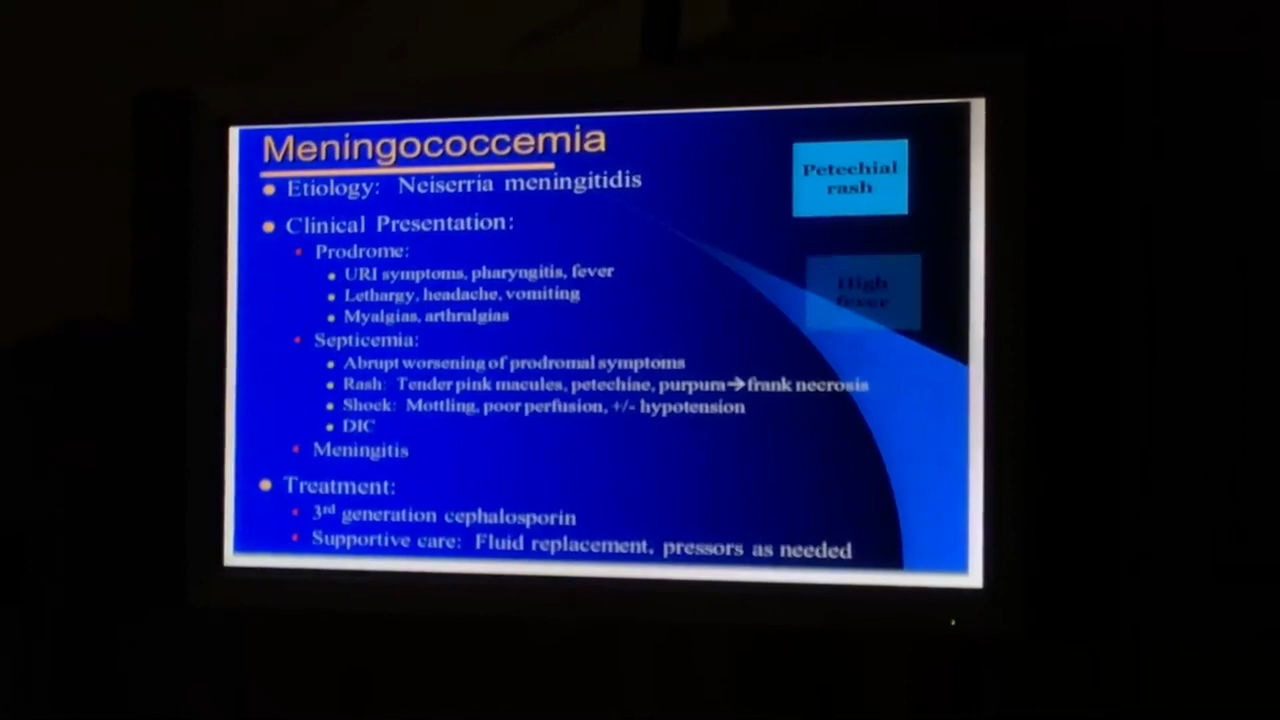 Meningococcemia
Etiology: Neiserria meningitidis
Clinical Presentation:
Prodrome:
URI symptoms, pharyngitis, fever
Lethargy, headache, vomiting
Myalgias, arthralgias
Septicemia:
Abrupt worsening of prodromal symptoms
Rash: Tender pink macules, petechiae, purpura→frank necrosis
Shock: Mottling, poor perfusion, +/- hypotension
DIC
Meningitis
Treatment:
3rd generation cephalosporin
Supportive care: Fluid replacement, pressors as needed
Petechial
rash
High
fever